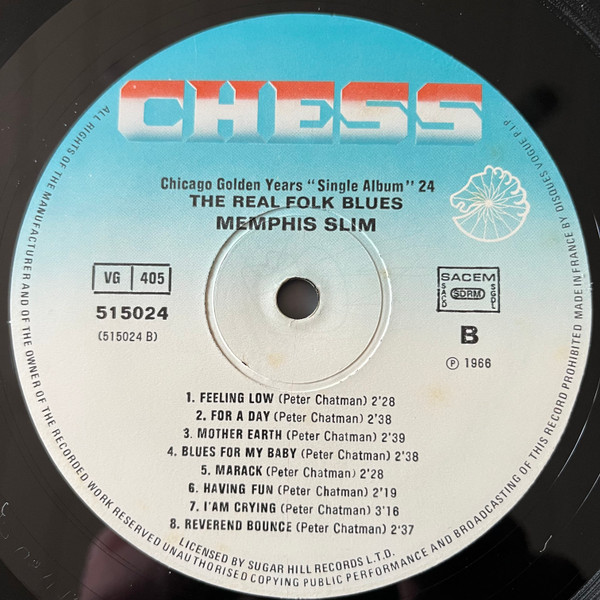 CHESS
Chicago Golden Years "Single Album" 24
THE REAL FOLK BLUES
MEMPHIS SLIM
VG 405
515024
(515024 B)
SACEM
SACD SDRM SGDL
B
℗ 1966
1. FEELING LOW (Peter Chatman) 2'28
2. FOR A DAY (Peter Chatman) 2'38
3. MOTHER EARTH (Peter Chatman) 2'39
4. BLUES FOR MY BABY (Peter Chatman) 2'38
5. MARACK (Peter Chatman) 2'28
6. HAVING FUN (Peter Chatman) 2'19
7. I'AM CRYING (Peter Chatman) 3'16
8. REVEREND BOUNCE (Peter Chatman) 2'37
LICENSED BY SUGAR HILL RECORDS L.T.D.
ALL RIGHTS OF THE MANUFACTURER AND OF THE OWNER OF THE RECORDED WORK RESERVED UNAUTHORISED COPYING PUBLIC PERFORMANCE AND BROADCASTING OF THIS RECORD PROHIBITED MADE IN FRANCE BY DISQUES VOGUE P.I.P